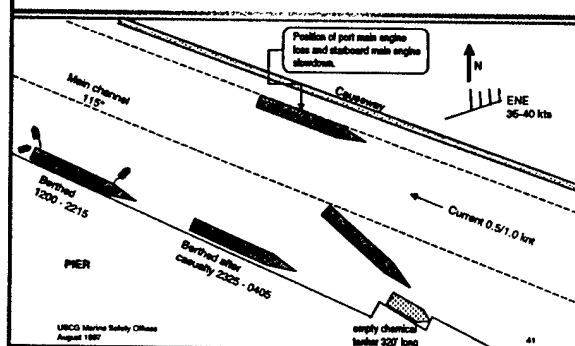 Position of port main engine
loss and starboard main engine
slowdown.
N
Causeway
ENE
35-40 kts
Main channel
115°
Current 0.5/1.0 knt
Berthed
1200 - 2215
Berthed after
casualty 2325 - 0405
PIER
empty chemical
tanker 320' long
USCG Marine Safety Offices
August 1997
41